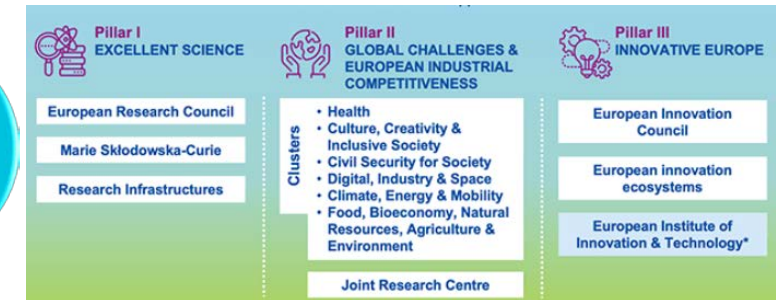 Pillar I
EXCELLENT SCIENCE
European Research Council
Marie Skłodowska-Curie
Research Infrastructures
Pillar II
GLOBAL CHALLENGES &
EUROPEAN INDUSTRIAL
COMPETITIVENESS
Clusters
• Health
• Culture, Creativity &
Inclusive Society
• Civil Security for Society
• Digital, Industry & Space
• Climate, Energy & Mobility
• Food, Bioeconomy, Natural
Resources, Agriculture &
Environment
Joint Research Centre
Pillar III
INNOVATIVE EUROPE
European Innovation
Council
European innovation
ecosystems
European Institute of
Innovation & Technology*